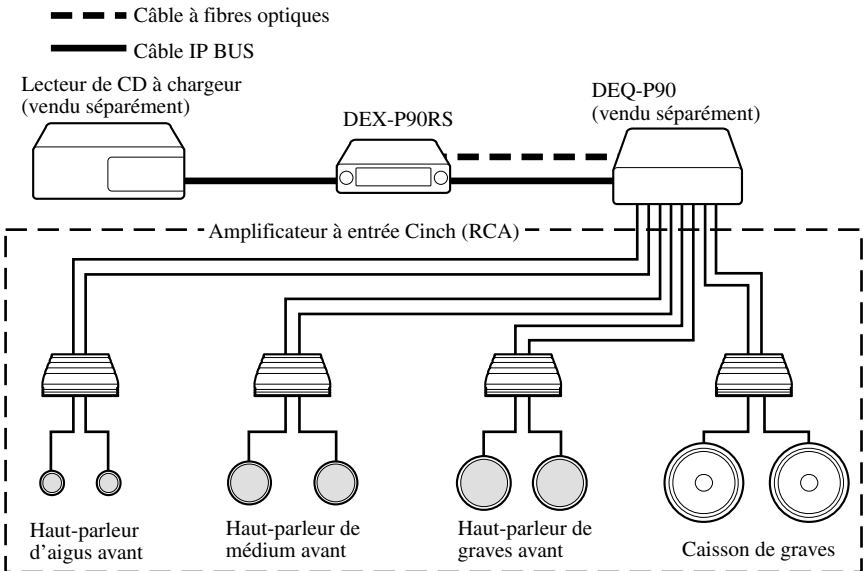 Câble à fibres optiques
Câble IP BUS
Lecteur de CD à chargeur
(vendu séparément)
DEX-P90RS
DEQ-P90
(vendu séparément)
Amplificateur à entrée Cinch (RCA)
Haut-parleur
d'aigus avant
Haut-parleur de
médium avant
Haut-parleur de
graves avant
Caisson de graves